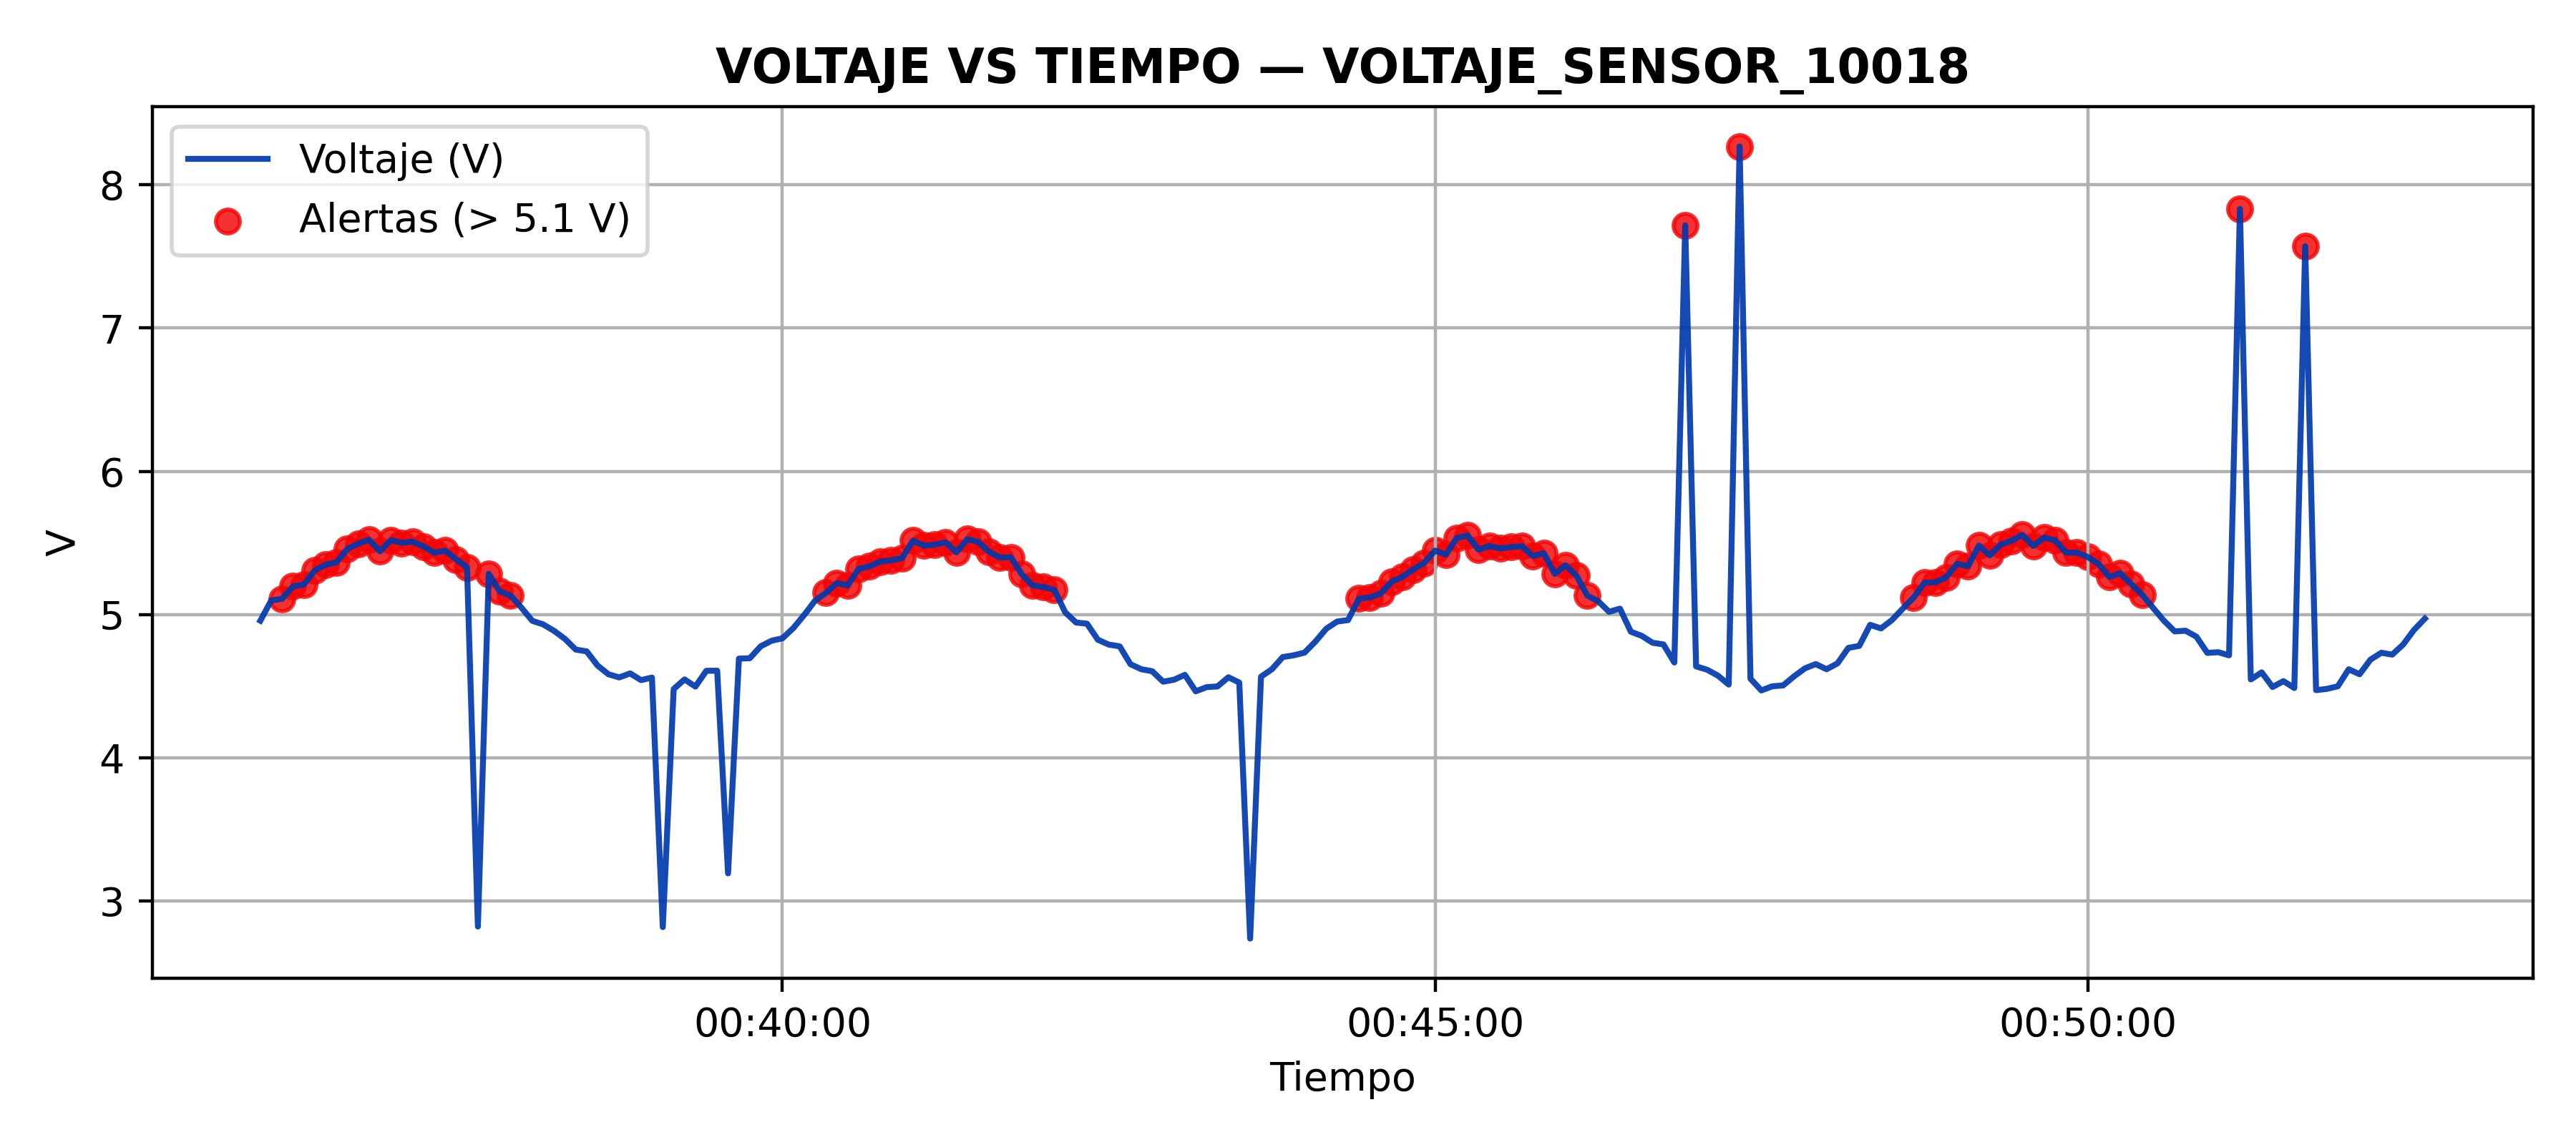 VOLTAJE VS TIEMPO — VOLTAJE_SENSOR_10018
Voltaje (V)
Alertas (> 5.1 V)
8
7
6
5
4
3
V
00:40:00
00:45:00
00:50:00
Tiempo